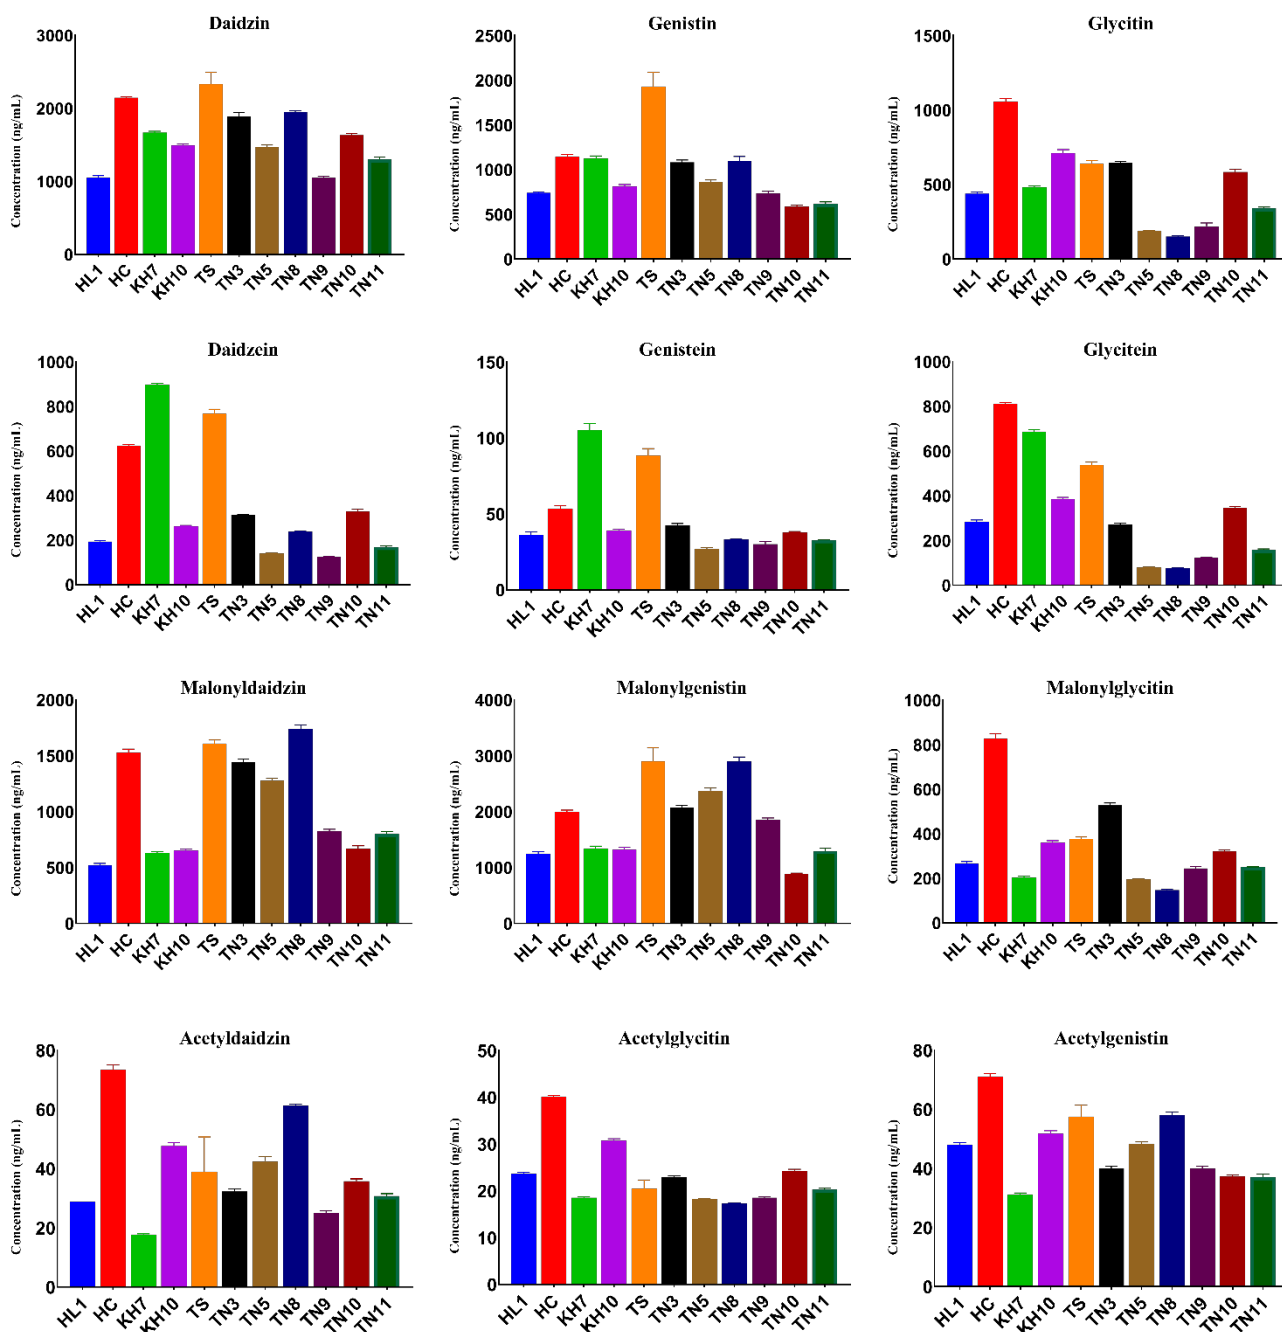 Daidzin
Concentration (ng/mL)
3000
2000
1000
0
HL1 HC KH7 KH10 TS TN3 TN5 TN8 TN9 TN10 TN11
Genistin
Concentration (ng/mL)
2500
2000
1500
1000
500
0
HL1 HC KH7 KH10 TS TN3 TN5 TN8 TN9 TN10 TN11
Glycitin
Concentration (ng/mL)
1500
1000
500
0
HL1 HC KH7 KH10 TS TN3 TN5 TN8 TN9 TN10 TN11
Daidzein
Concentration (ng/mL)
1000
800
600
400
200
0
HL1 HC KH7 KH10 TS TN3 TN5 TN8 TN9 TN10 TN11
Genistein
Concentration (ng/mL)
150
100
50
0
HL1 HC KH7 KH10 TS TN3 TN5 TN8 TN9 TN10 TN11
Glycitein
Concentration (ng/mL)
1000
800
600
400
200
0
HL1 HC KH7 KH10 TS TN3 TN5 TN8 TN9 TN10 TN11
Malonyldaidzin
Concentration (ng/mL)
2000
1500
1000
500
0
HL1 HC KH7 KH10 TS TN3 TN5 TN8 TN9 TN10 TN11
Malonylgenistin
Concentration (ng/mL)
4000
3000
2000
1000
0
HL1 HC KH7 KH10 TS TN3 TN5 TN8 TN9 TN10 TN11
Malonylglycitin
Concentration (ng/mL)
1000
800
600
400
200
0
HL1 HC KH7 KH10 TS TN3 TN5 TN8 TN9 TN10 TN11
Acetyldaidzin
Concentration (ng/mL)
80
60
40
20
0
HL1 HC KH7 KH10 TS TN3 TN5 TN8 TN9 TN10 TN11
Acetylglycitin
Concentration (ng/mL)
50
40
30
20
10
0
HL1 HC KH7 KH10 TS TN3 TN5 TN8 TN9 TN10 TN11
Acetylgenistin
Concentration (ng/mL)
80
60
40
20
0
HL1 HC KH7 KH10 TS TN3 TN5 TN8 TN9 TN10 TN11